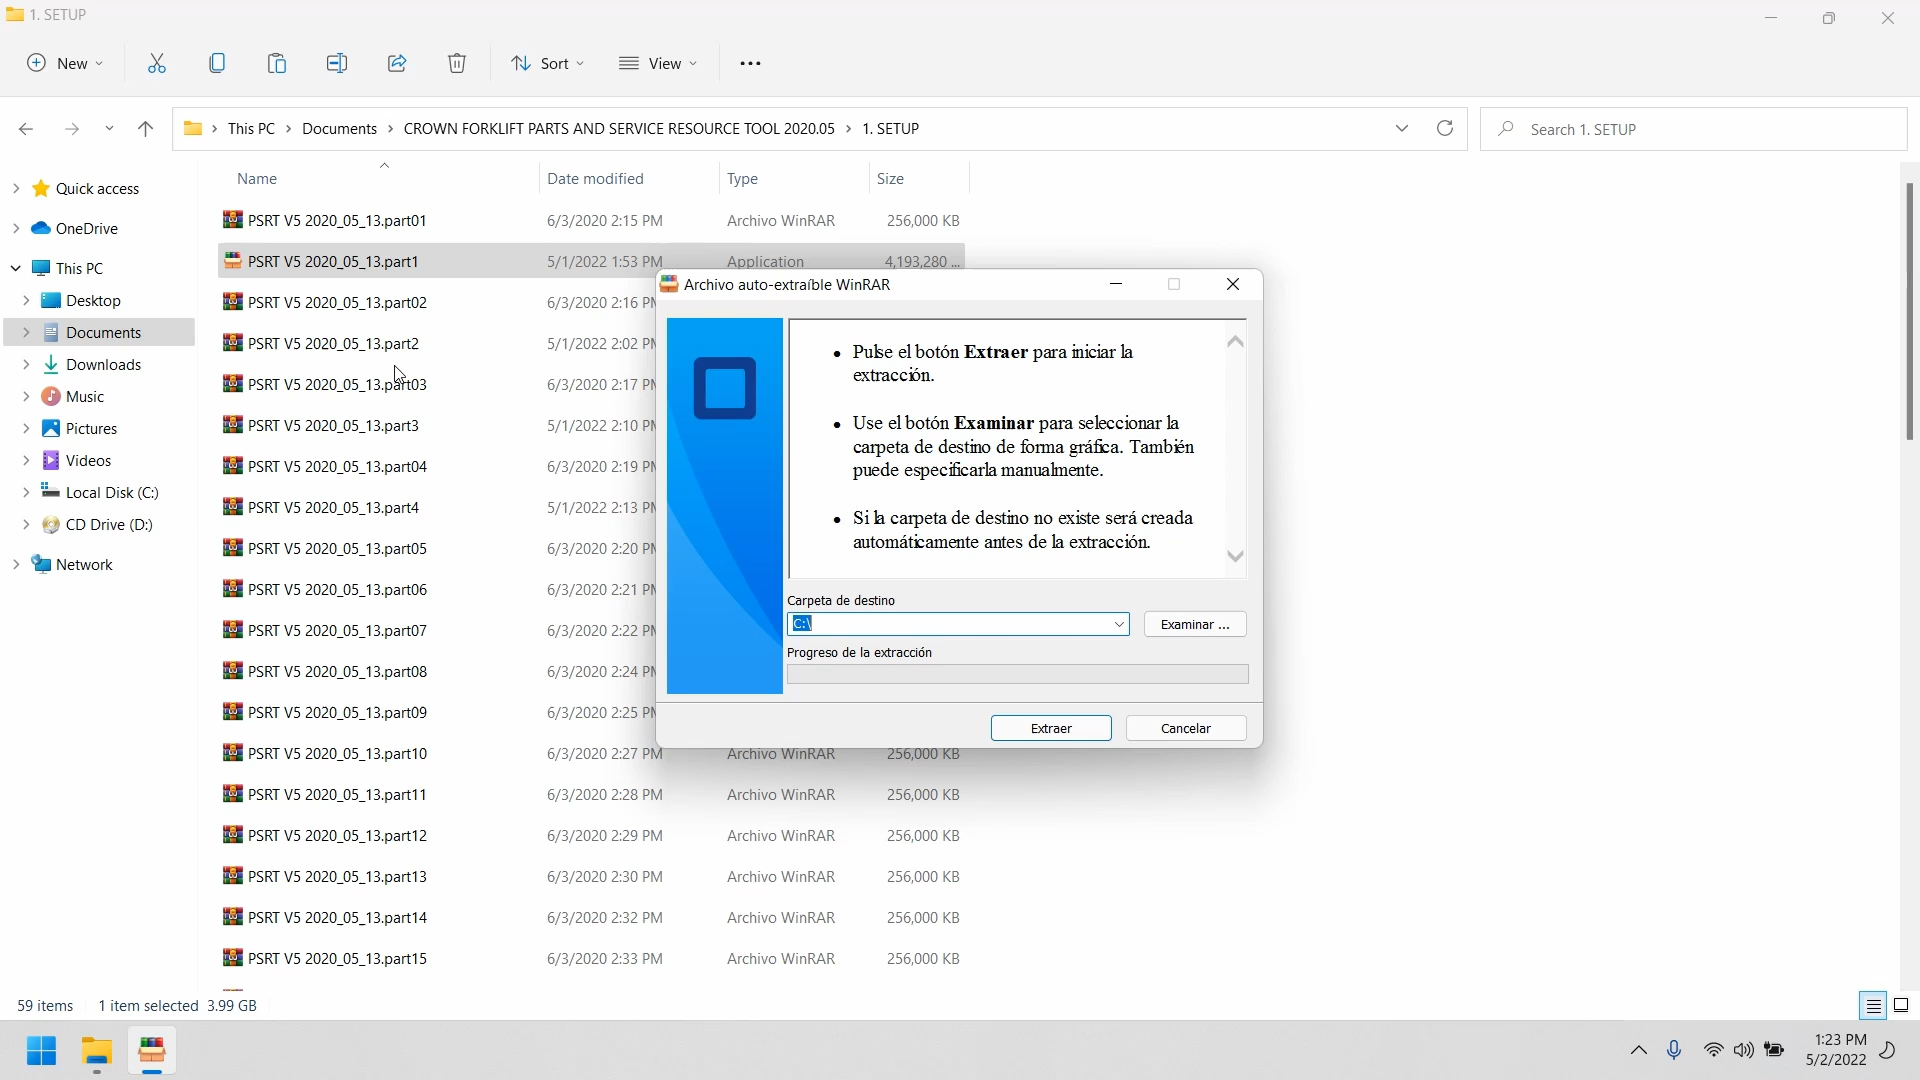 1. SETUP
New
Sort
View
This PC > Documents > CROWN FORKLIFT PARTS AND SERVICE RESOURCE TOOL 2020.05 > 1. SETUP
Search 1. SETUP
Name Date modified Type Size
Quick access
OneDrive
This PC
Desktop
Documents
Downloads
Music
Pictures
Videos
Local Disk (C:)
CD Drive (D:)
Network
PSRT V5 2020_05_13.part01 6/3/2020 2:15 PM Archivo WinRAR 256,000 KB
PSRT V5 2020_05_13.part1 5/1/2022 1:53 PM Application 4,193,280 ...
PSRT V5 2020_05_13.part02 6/3/2020 2:16 PM
PSRT V5 2020_05_13.part2 5/1/2022 2:02 PM
PSRT V5 2020_05_13.part03 6/3/2020 2:17 PM
PSRT V5 2020_05_13.part3 5/1/2022 2:10 PM
PSRT V5 2020_05_13.part04 6/3/2020 2:19 PM
PSRT V5 2020_05_13.part4 5/1/2022 2:13 PM
PSRT V5 2020_05_13.part05 6/3/2020 2:20 PM
PSRT V5 2020_05_13.part06 6/3/2020 2:21 PM
PSRT V5 2020_05_13.part07 6/3/2020 2:22 PM
PSRT V5 2020_05_13.part08 6/3/2020 2:24 PM
PSRT V5 2020_05_13.part09 6/3/2020 2:25 PM
PSRT V5 2020_05_13.part10 6/3/2020 2:27 PM Archivo WinRAR 256,000 KB
PSRT V5 2020_05_13.part11 6/3/2020 2:28 PM Archivo WinRAR 256,000 KB
PSRT V5 2020_05_13.part12 6/3/2020 2:29 PM Archivo WinRAR 256,000 KB
PSRT V5 2020_05_13.part13 6/3/2020 2:30 PM Archivo WinRAR 256,000 KB
PSRT V5 2020_05_13.part14 6/3/2020 2:32 PM Archivo WinRAR 256,000 KB
PSRT V5 2020_05_13.part15 6/3/2020 2:33 PM Archivo WinRAR 256,000 KB
Archivo auto-extraíble WinRAR
• Pulse el botón Extraer para iniciar la
extracción.
• Use el botón Examinar para seleccionar la
carpeta de destino de forma gráfica. También
puede especificarla manualmente.
• Si la carpeta de destino no existe será creada
automáticamente antes de la extracción.
Carpeta de destino
C:\
Examinar ...
Progreso de la extracción
Extraer
Cancelar
59 items 1 item selected 3.99 GB
1:23 PM
5/2/2022